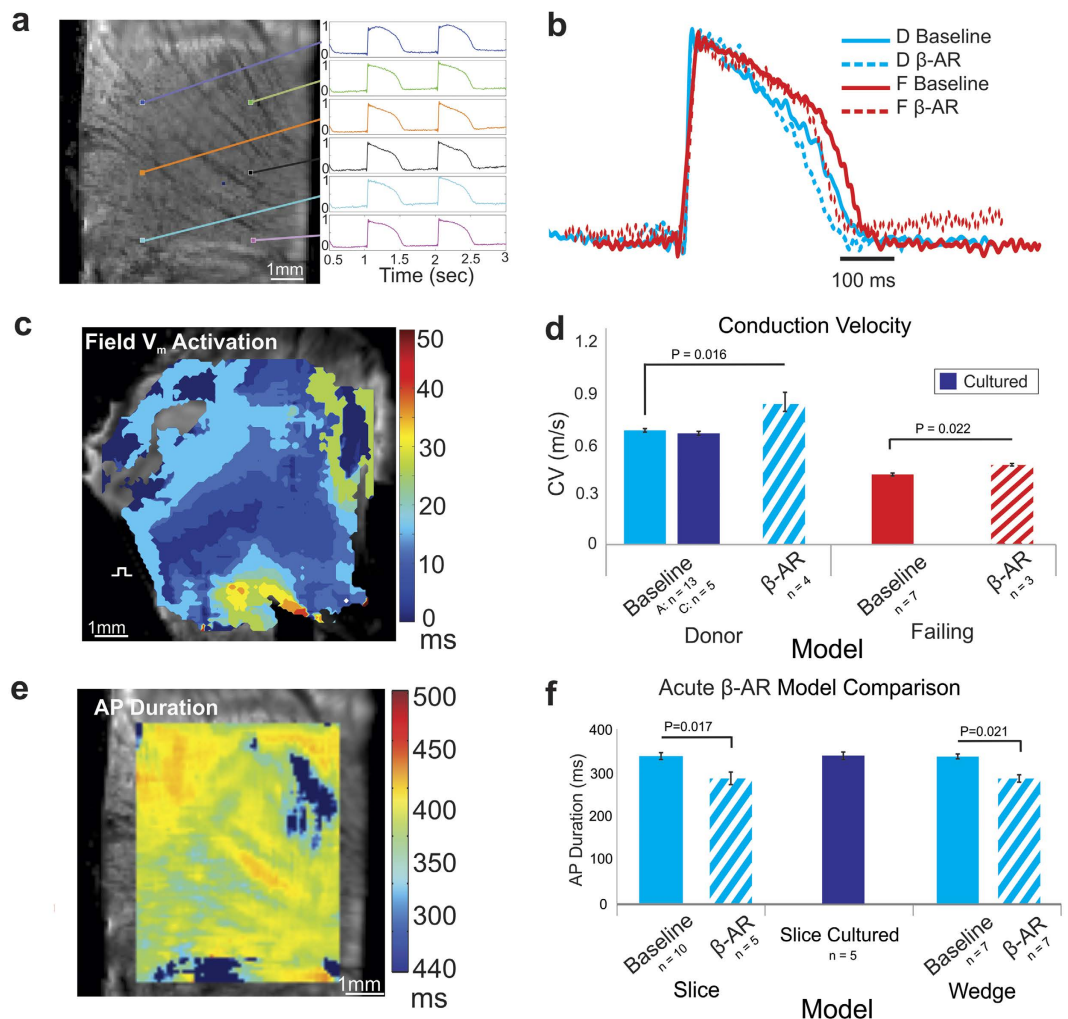 a
1
0
1
0
1
0
1
0
1
0
1
0
0.5 1 1.5 2 2.5 3
Time (sec)
1mm
b
D Baseline
D β-AR
F Baseline
F β-AR
100 ms
c
Field Vm Activation
50
40
30
20
10
0
ms
1mm
d
Conduction Velocity
1.2
0.9
0.6
0.3
0
CV (m/s)
P = 0.016
Cultured
P = 0.022
Baseline
A: n = 13
C: n = 5
β-AR
n = 4
Baseline
n = 7
β-AR
n = 3
Donor
Failing
Model
e
AP Duration
500
450
400
350
300
440
ms
1mm
f
Acute β-AR Model Comparison
400
300
200
100
0
AP Duration (ms)
P=0.017
P=0.021
Baseline
n = 10
β-AR
n = 5
Slice Cultured
n = 5
Baseline
n = 7
β-AR
n = 7
Slice
Wedge
Model